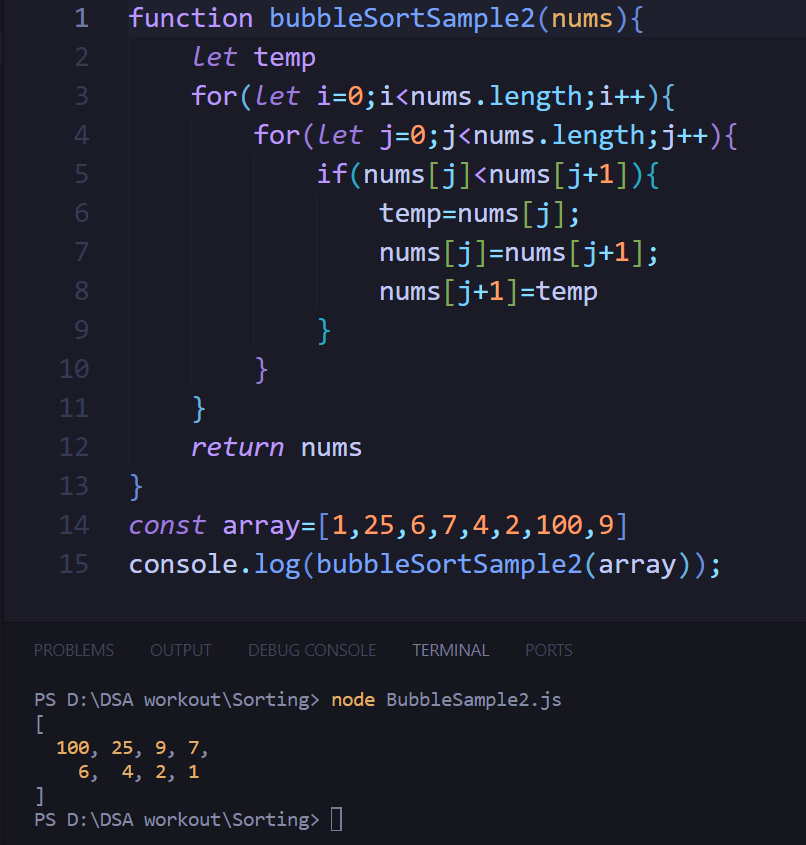 1 function bubbleSortSample2(nums){
2     let temp
3     for(let i=0;i<nums.length;i++){
4         for(let j=0;j<nums.length;j++){
5             if(nums[j]<nums[j+1]){
6                 temp=nums[j];
7                 nums[j]=nums[j+1];
8                 nums[j+1]=temp
9             }
10         }
11     }
12     return nums
13 }
14 const array=[1,25,6,7,4,2,100,9]
15 console.log(bubbleSortSample2(array));
PROBLEMS OUTPUT DEBUG CONSOLE TERMINAL PORTS
PS D:\DSA workout\Sorting> node BubbleSample2.js
[
  100, 25, 9, 7,
    6,  4, 2, 1
]
PS D:\DSA workout\Sorting>